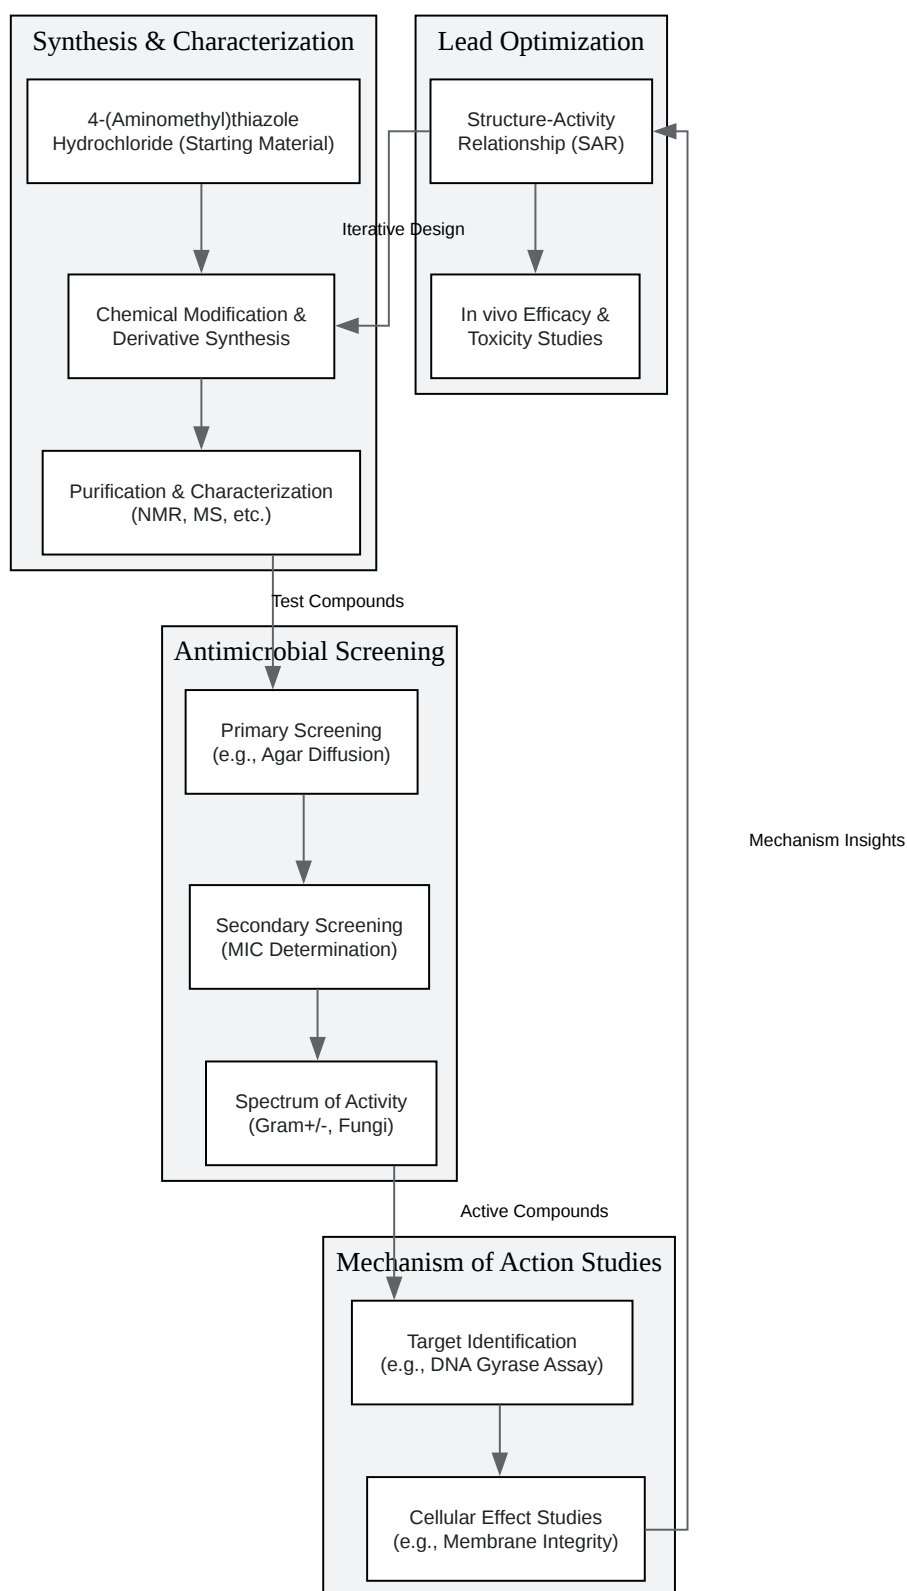 Synthesis & Characterization
4-(Aminomethyl)thiazole
Hydrochloride (Starting Material)
Chemical Modification &
Derivative Synthesis
Purification & Characterization
(NMR, MS, etc.)
Lead Optimization
Structure-Activity
Relationship (SAR)
Iterative Design
In vivo Efficacy &
Toxicity Studies
Test Compounds
Antimicrobial Screening
Primary Screening
(e.g., Agar Diffusion)
Secondary Screening
(MIC Determination)
Spectrum of Activity
(Gram+/-, Fungi)
Mechanism Insights
Active Compounds
Mechanism of Action Studies
Target Identification
(e.g., DNA Gyrase Assay)
Cellular Effect Studies
(e.g., Membrane Integrity)